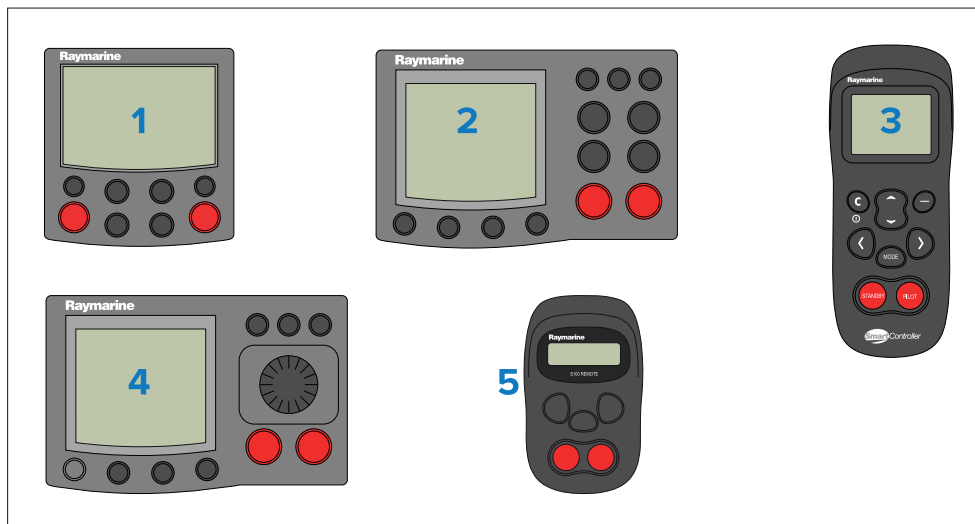 Raymarine
1
Raymarine
2
Raymarine
3
C
MODE
STANDBY PILOT
SmartController
Raymarine
4
Raymarine
5
S100 REMOTE